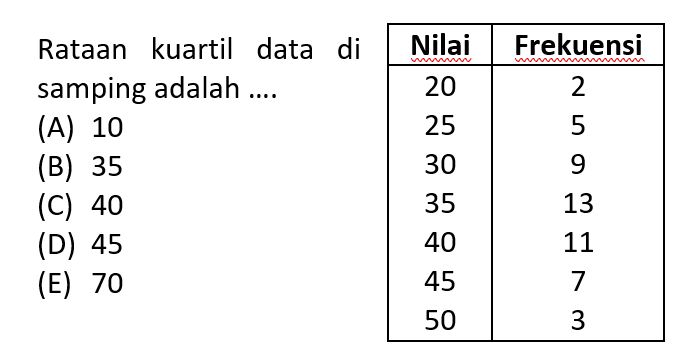 Rataan kuartil data di
samping adalah ....
(A) 10
(B) 35
(C) 40
(D) 45
(E) 70
Nilai Frekuensi
20 2
25 5
30 9
35 13
40 11
45 7
50 3